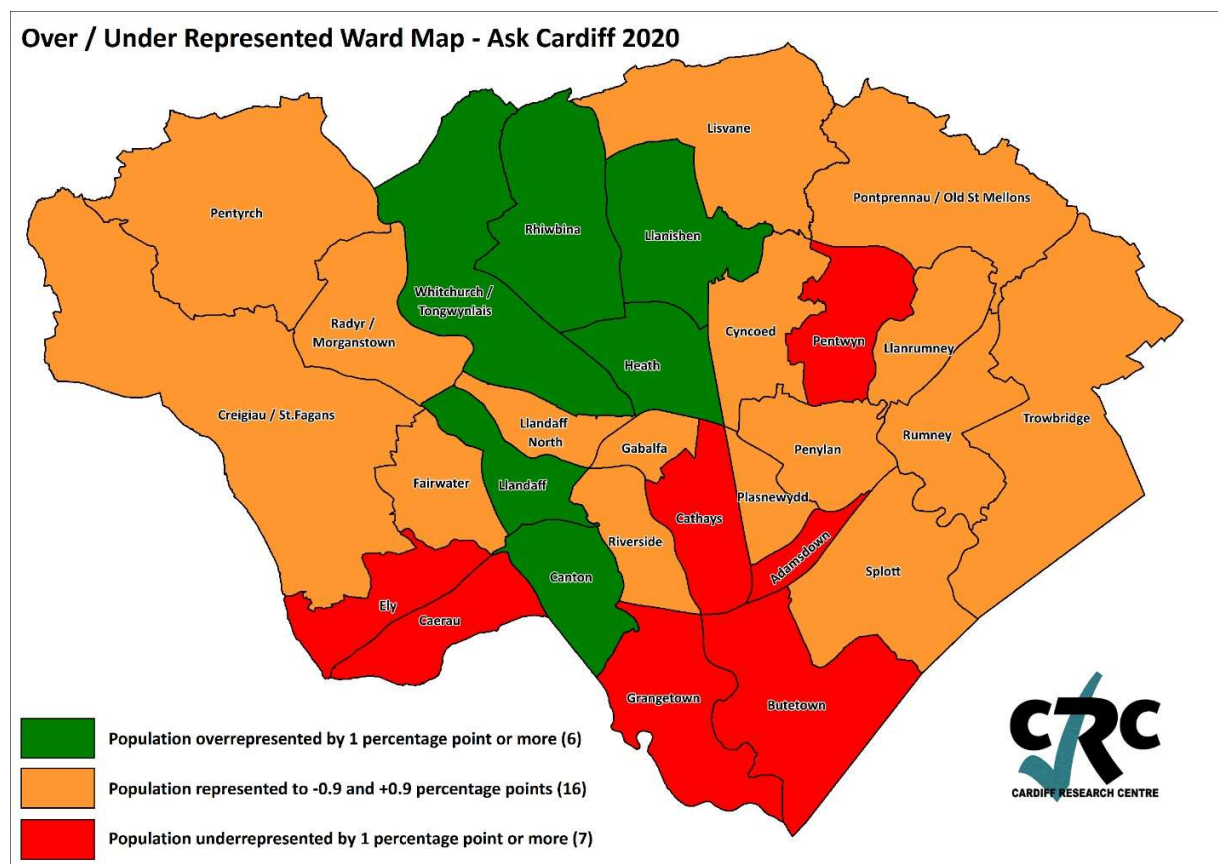 Over / Under Represented Ward Map - Ask Cardiff 2020
Lisvane
Pentyrch
Pontprennau / Old St Mellons
Rhiwbina
Llanishen
Whitchurch /
Tongwynlais
Radyr /
Morganstown
Cyncoed
Pentwyn
Llanrumney
Heath
Creigiau / St.Fagans
Trowbridge
Llandaff
North
Rumney
Gabalfa
Penylan
Fairwater
Llandaff
Plasnewydd
Cathays
Riverside
Adamsdown
Splott
Canton
Ely
Caerau
Grangetown
Butetown
Population overrepresented by 1 percentage point or more (6)
Population represented to -0.9 and +0.9 percentage points (16)
Population underrepresented by 1 percentage point or more (7)
CRC
CARDIFF RESEARCH CENTRE